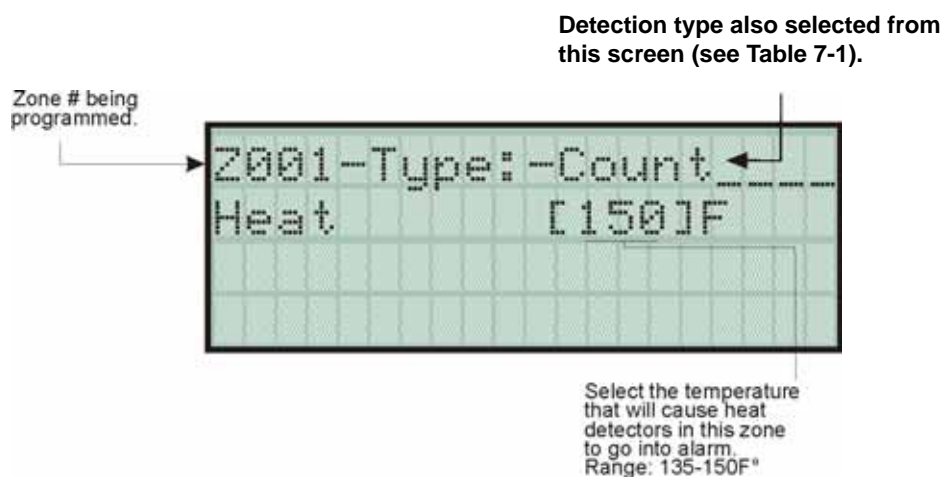 Detection type also selected from
this screen (see Table 7-1).
Zone # being
programmed.
Z001-Type:-Count____
Heat [150]F
Select the temperature
that will cause heat
detectors in this zone
to go into alarm.
Range: 135-150F°